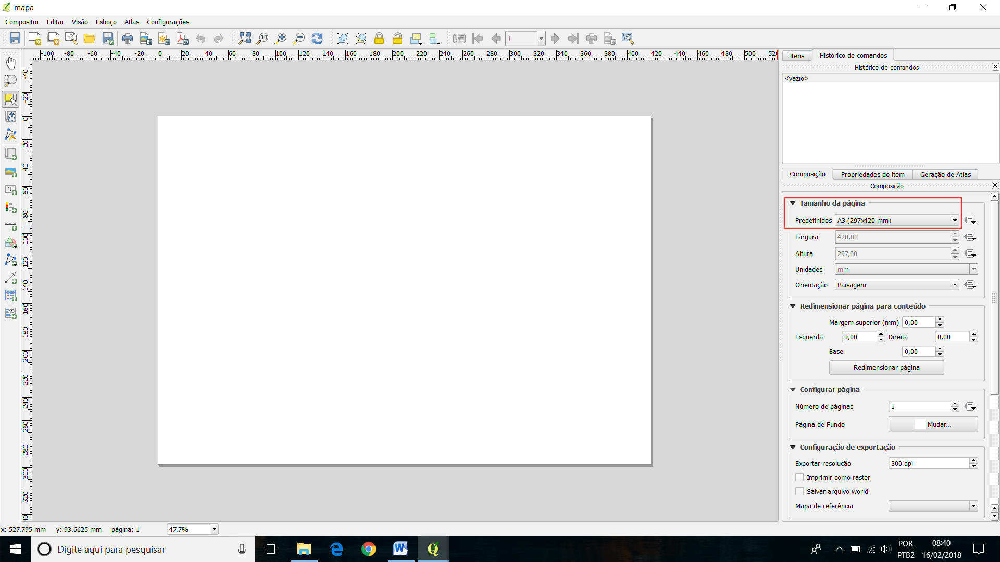 mapa
Compositor Editar Visão Esboço Atlas Configurações
1:1 1
-100 -80 -60 -40 -20 0 20 40 60 80 100 120 140 160 180 200 220 240 260 280 300 320 340 360 380 400 420 440 460 480 500 520
-40
-20
0
20
40
60
80
100
120
140
160
180
200
220
240
260
280
300
320
Itens Histórico de comandos
Histórico de comandos
<vazio>
Composição Propriedades do item Geração de Atlas
Composição
Tamanho da página
Predefinidos A3 (297x420 mm)
Largura 420,00
Altura 297,00
Unidades mm
Orientação Paisagem
Redimensionar página para conteúdo
Margem superior (mm) 0,00
Esquerda 0,00 Direita 0,00
Base 0,00
Redimensionar página
Configurar página
Número de páginas 1
Página de Fundo Mudar...
Configuração de exportação
Exportar resolução 300 dpi
Imprimir como raster
Salvar arquivo world
Mapa de referência
x: 527.795 mm y: 93.6625 mm página: 1 47.7%
Digite aqui para pesquisar
POR 08:40
PTB2 16/02/2018